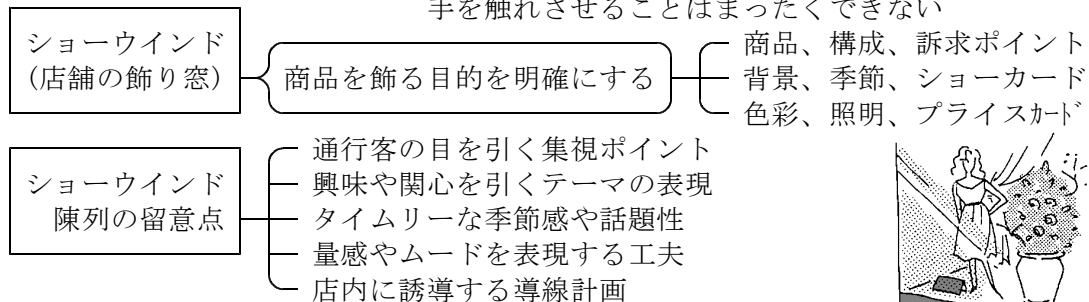 手を触れさせることはまったくできない
ショーウインド
(店舗の飾り窓)
商品を飾る目的を明確にする
商品、構成、訴求ポイント
背景、季節、ショーカード
色彩、照明、プライスカード
ショーウインド
陳列の留意点
通行客の目を引く集視ポイント
興味や関心を引くテーマの表現
タイムリーな季節感や話題性
量感やムードを表現する工夫
店内に誘導する導線計画